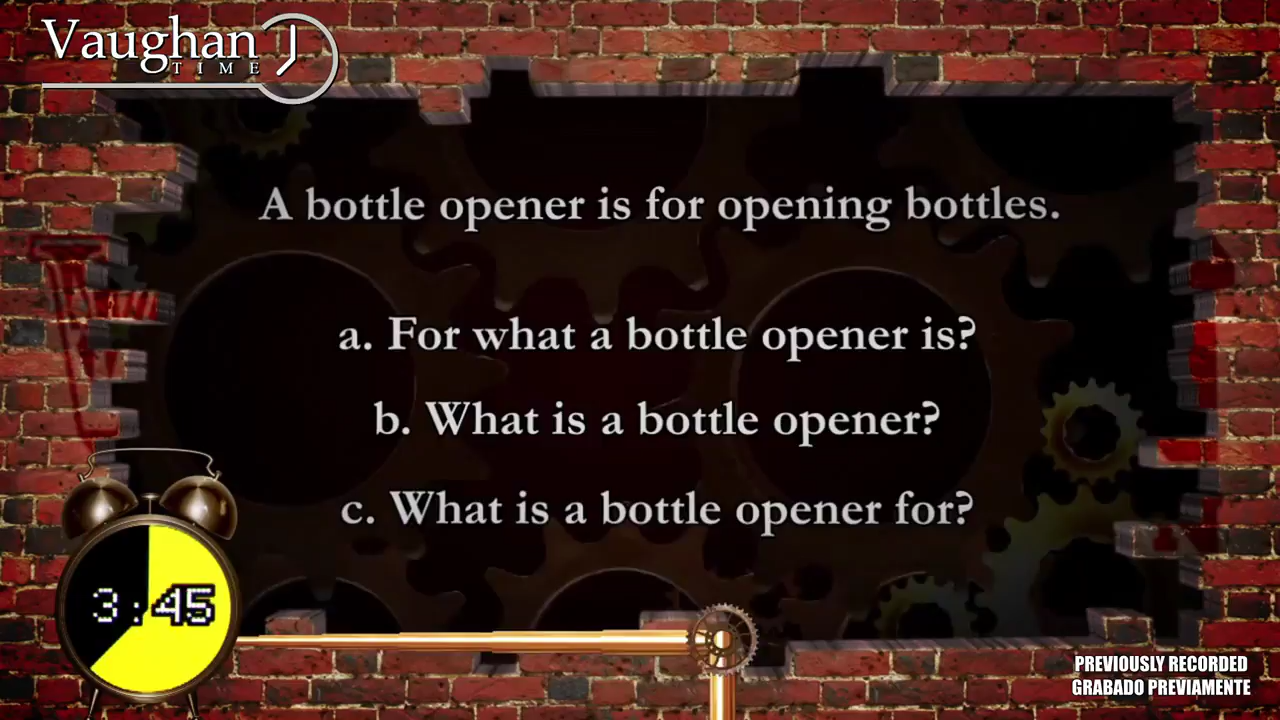 Vaughan
TIME
A bottle opener is for opening bottles.
a. For what a bottle opener is?
b. What is a bottle opener?
c. What is a bottle opener for?
3:45
PREVIOUSLY RECORDED
GRABADO PREVIAMENTE